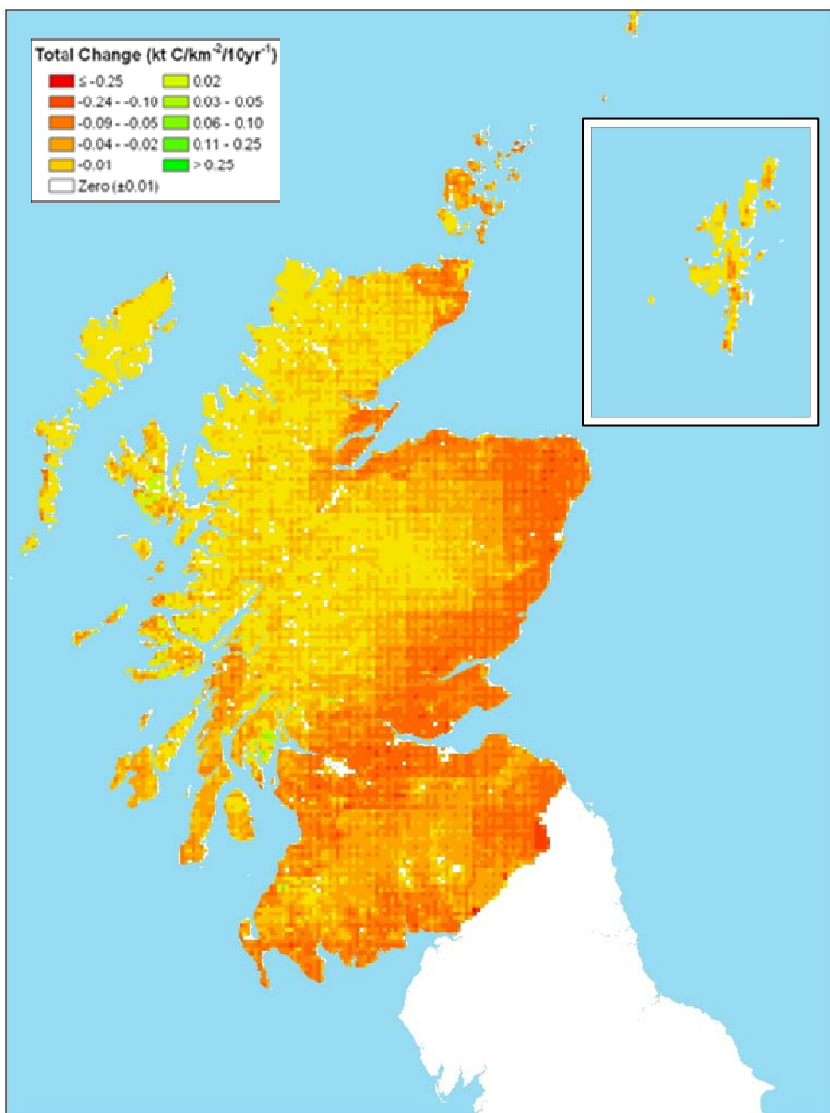 Total Change (kt C/km⁻²/10yr⁻¹)
≤ -0.25
-0.24 - -0.10
-0.09 - -0.05
-0.04 - -0.02
-0.01
Zero (±0.01)
0.02
0.03 - 0.05
0.06 - 0.10
0.11 - 0.25
> 0.25